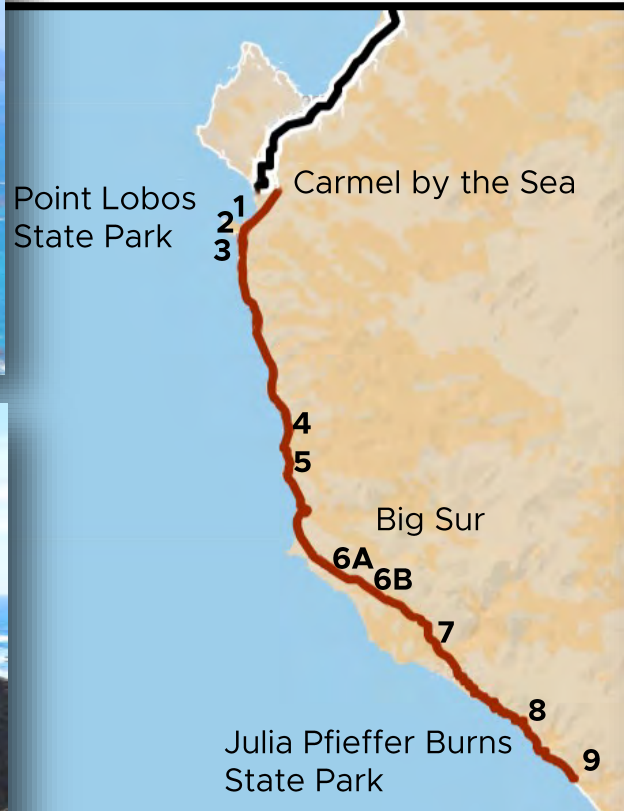 Carmel by the Sea
Point Lobos
State Park
1
2
3
4
5
Big Sur
6A
6B
7
8
Julia Pfieffer Burns
State Park
9